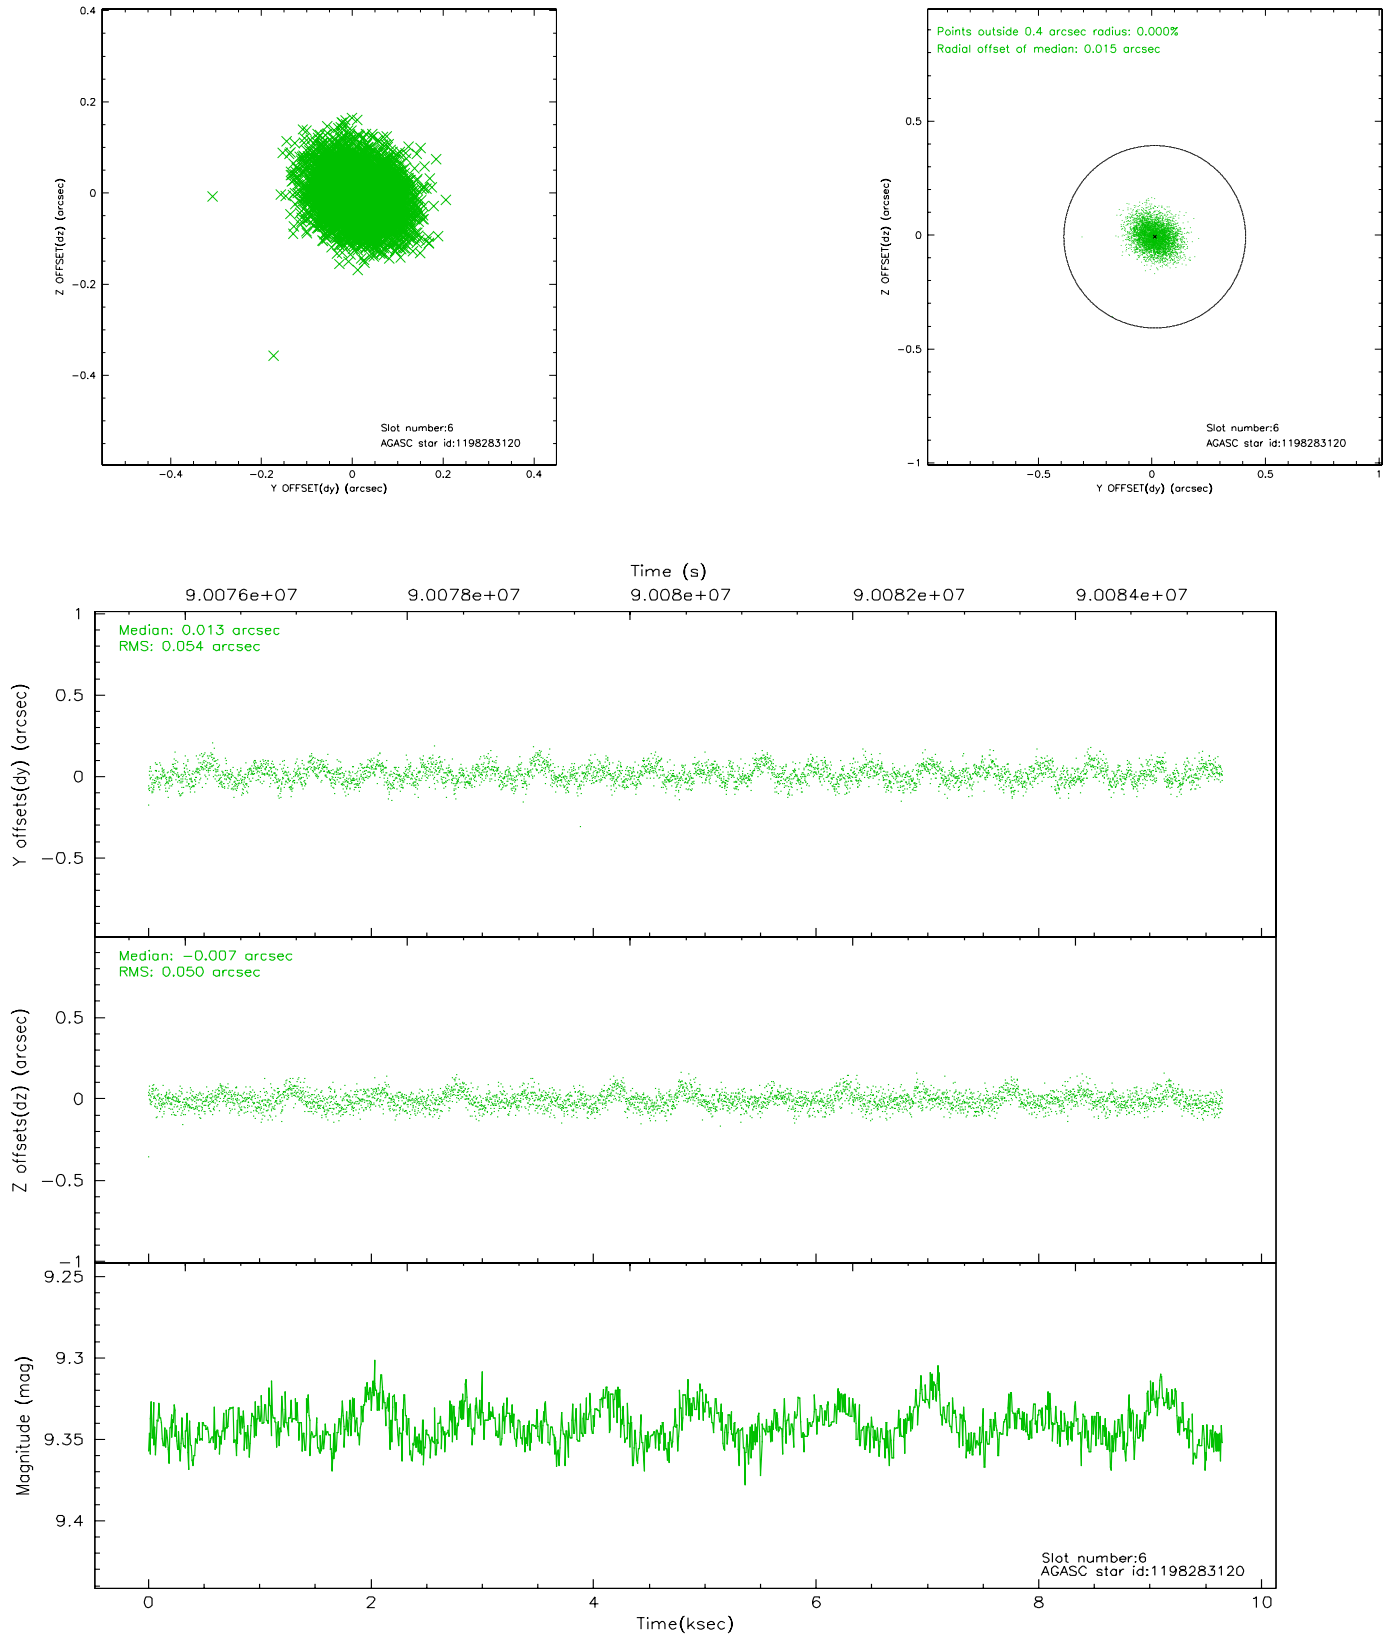 0.4
0.2
0
−0.2
−0.4
Z OFFSET(dz) (arcsec)
Slot number:6
AGASC star id:1198283120
−0.4 −0.2 0 0.2 0.4
Y OFFSET(dy) (arcsec)
Points outside 0.4 arcsec radius: 0.000%
Radial offset of median: 0.015 arcsec
0.5
0
−0.5
−1
Z OFFSET(dz) (arcsec)
Slot number:6
AGASC star id:1198283120
−0.5 0 0.5 1
Y OFFSET(dy) (arcsec)
Time (s)
9.0076e+07 9.0078e+07 9.008e+07 9.0082e+07 9.0084e+07
Median: 0.013 arcsec
RMS: 0.054 arcsec
1
0.5
0
−0.5
Y offsets(dy) (arcsec)
Median: −0.007 arcsec
RMS: 0.050 arcsec
0.5
0
−0.5
−1
Z offsets(dz) (arcsec)
9.25
9.3
9.35
9.4
Magnitude (mag)
Slot number:6
AGASC star id:1198283120
0 2 4 6 8 10
Time(ksec)